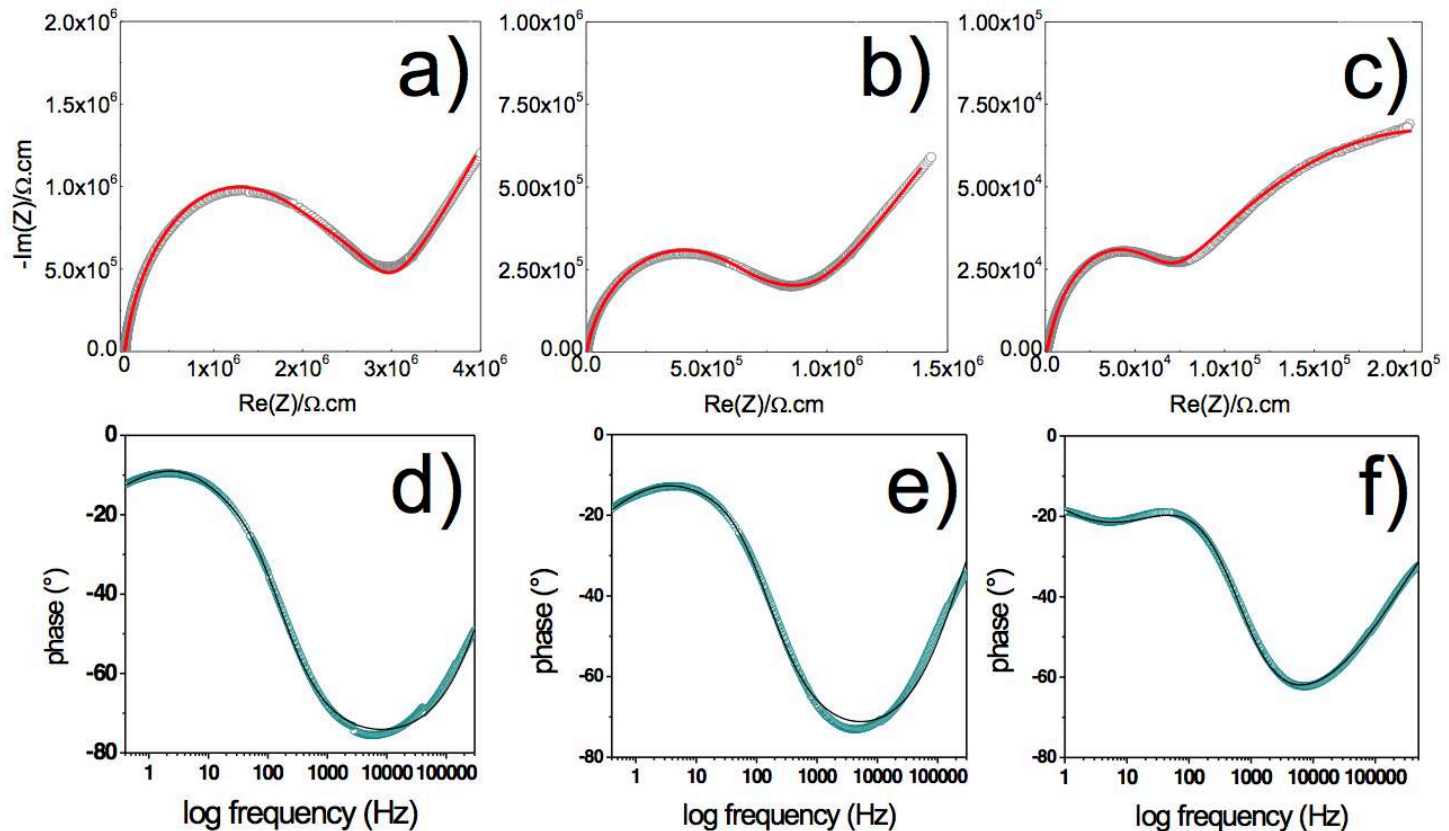 a)
2.0x10⁶
1.5x10⁶
1.0x10⁶
5.0x10⁵
0.0
-Im(Z)/Ω.cm
0 1x10⁶ 2x10⁶ 3x10⁶ 4x10⁶
Re(Z)/Ω.cm
b)
1.00x10⁶
7.50x10⁵
5.00x10⁵
2.50x10⁵
0.00
0.0 5.0x10⁵ 1.0x10⁶ 1.5x10⁶
Re(Z)/Ω.cm
c)
1.00x10⁵
7.50x10⁴
5.00x10⁴
2.50x10⁴
0.00
0.0 5.0x10⁴ 1.0x10⁵ 1.5x10⁵ 2.0x10⁵
Re(Z)/Ω.cm
d)
0
-20
-40
-60
-80
phase (°)
1 10 100 1000 10000 100000
log frequency (Hz)
e)
0
-20
-40
-60
-80
phase (°)
1 10 100 1000 10000 100000
log frequency (Hz)
f)
0
-20
-40
-60
-80
phase (°)
1 10 100 1000 10000 100000
log frequency (Hz)